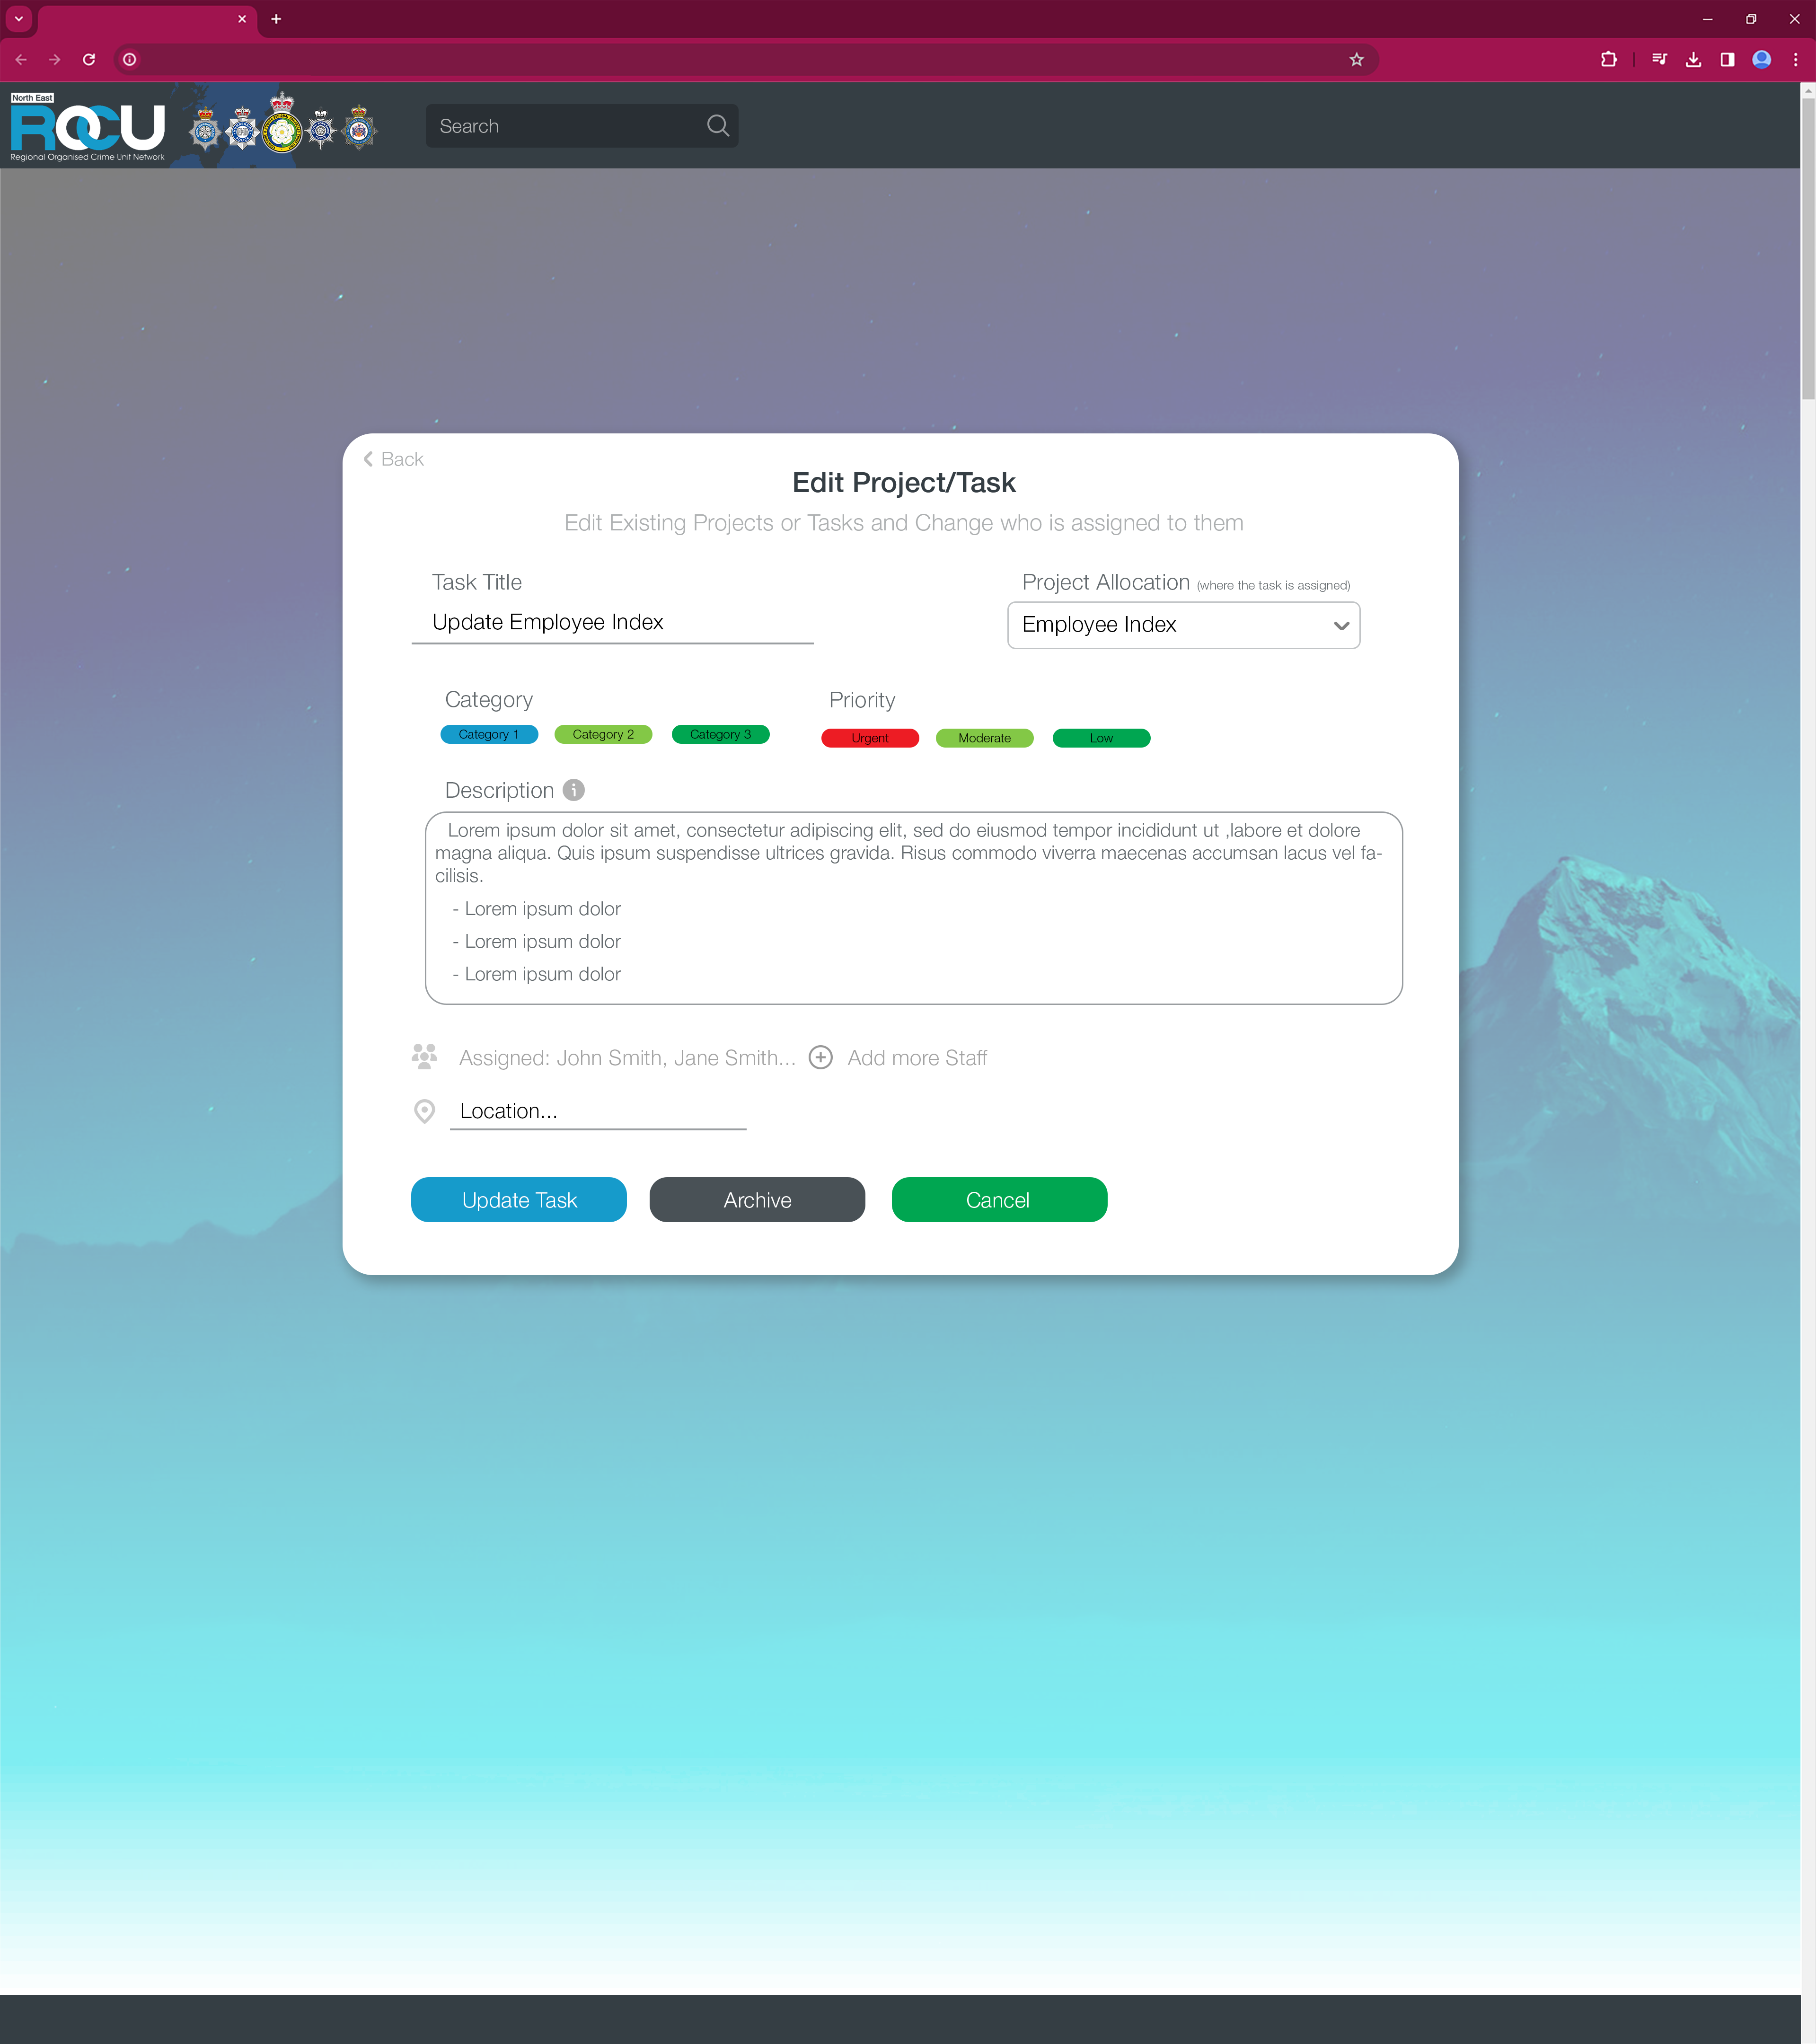 North East
ROCU
Regional Organised Crime Unit Network
Search
Back
Edit Project/Task
Edit Existing Projects or Tasks and Change who is assigned to them
Task Title
Project Allocation (where the task is assigned)
Update Employee Index
Employee Index
Category
Priority
Category 1
Category 2
Category 3
Urgent
Moderate
Low
Description
Lorem ipsum dolor sit amet, consectetur adipiscing elit, sed do eiusmod tempor incididunt ut ,labore et dolore
magna aliqua. Quis ipsum suspendisse ultrices gravida. Risus commodo viverra maecenas accumsan lacus vel fa-
cilisis.
- Lorem ipsum dolor
- Lorem ipsum dolor
- Lorem ipsum dolor
Assigned: John Smith, Jane Smith...
Add more Staff
Location...
Update Task
Archive
Cancel